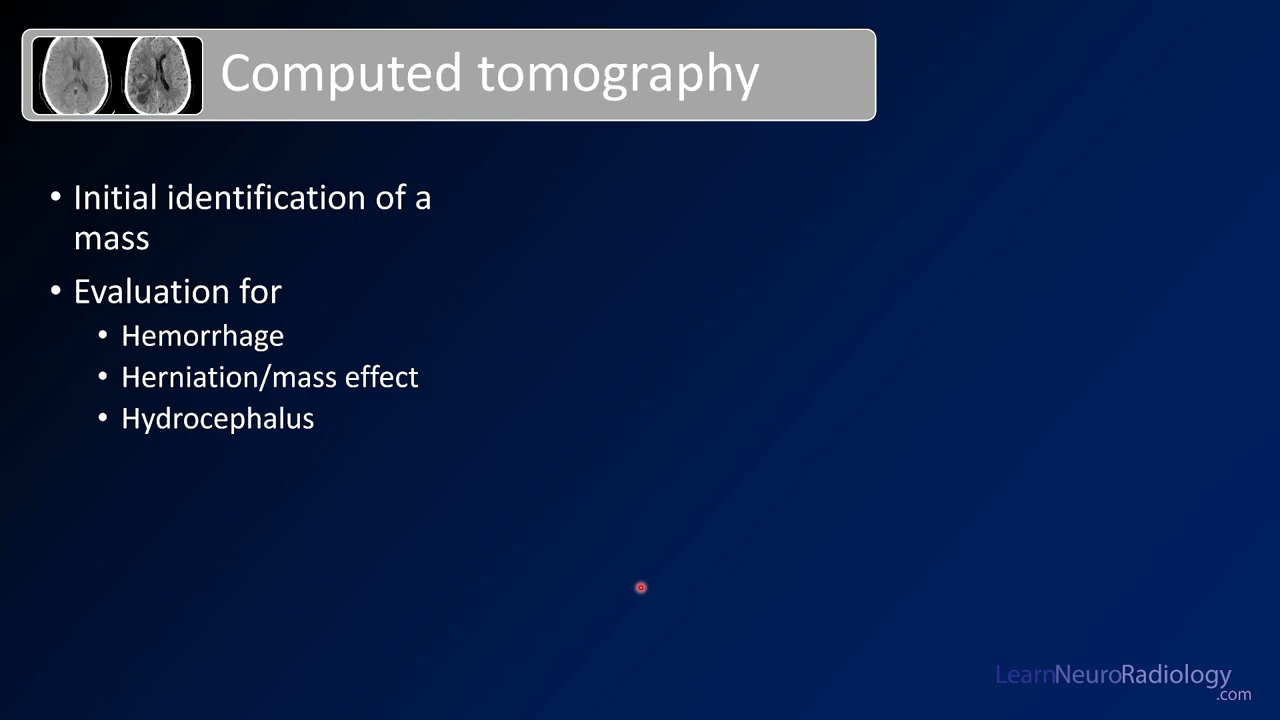 Computed tomography
• Initial identification of a
mass
• Evaluation for
• Hemorrhage
• Herniation/mass effect
• Hydrocephalus
LearnNeuroRadiology
.com